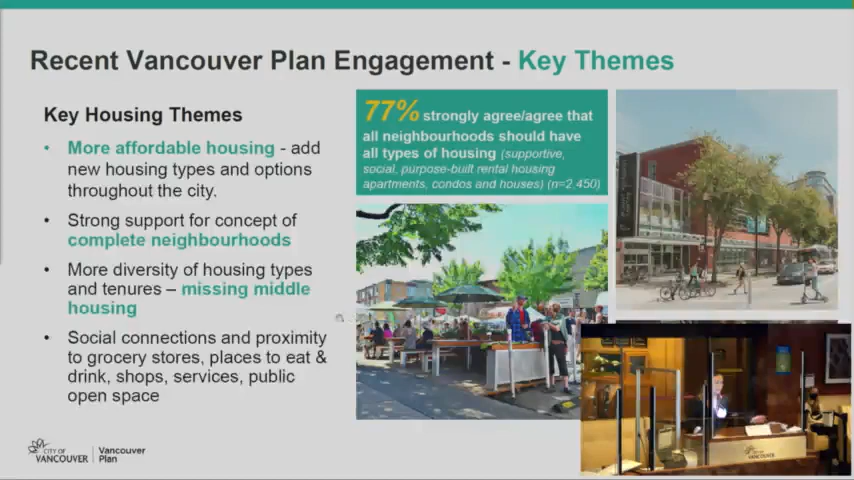 Recent Vancouver Plan Engagement - Key Themes
Key Housing Themes
• More affordable housing - add
new housing types and options
throughout the city.
• Strong support for concept of
complete neighbourhoods
• More diversity of housing types
and tenures – missing middle
housing
• Social connections and proximity
to grocery stores, places to eat &
drink, shops, services, public
open space
77% strongly agree/agree that
all neighbourhoods should have
all types of housing (supportive,
social, purpose-built rental housing
apartments, condos and houses) (n=2,450)
CITY OF
VANCOUVER
Vancouver
Plan
VANCOUVER